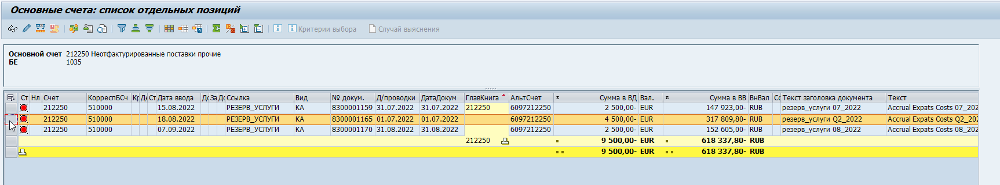 Основные счета: список отдельных позиций
Критерии выбора Случай выяснения
Основной счет 212250 Неотфактурированные поставки прочие
БЕ 1035
Ст Нл Счет КорреспБСч Кр Де Ст Дата ввода До За До Ссылка Вид № докум. Д/проводки ДатаДокум ГлавКнига АльтСчет Σ Сумма в ВД Вал. Σ Сумма в ВВ ВнВал Сс Текст заголовка документа Текст
212250 510000 15.08.2022 РЕЗЕРВ_УСЛУГИ КА 8300001159 31.07.2022 31.07.2022 212250 6097212250 2 500,00- EUR 147 923,00- RUB резерв_услуги 07_2022 Accrual Expats Costs 07_202
212250 510000 18.08.2022 РЕЗЕРВ_УСЛУГИ КА 8300001165 01.07.2022 01.07.2022 6097212250 4 500,00- EUR 317 809,80- RUB резерв_услуги Q2_2022 Accrual Expats Costs Q2_202
212250 510000 07.09.2022 РЕЗЕРВ_УСЛУГИ КА 8300001170 31.08.2022 31.08.2022 6097212250 2 500,00- EUR 152 605,00- RUB резерв_услуги 08_2022 Accrual Expats Costs 08_202
212250 9 500,00- EUR 618 337,80- RUB
9 500,00- EUR 618 337,80- RUB